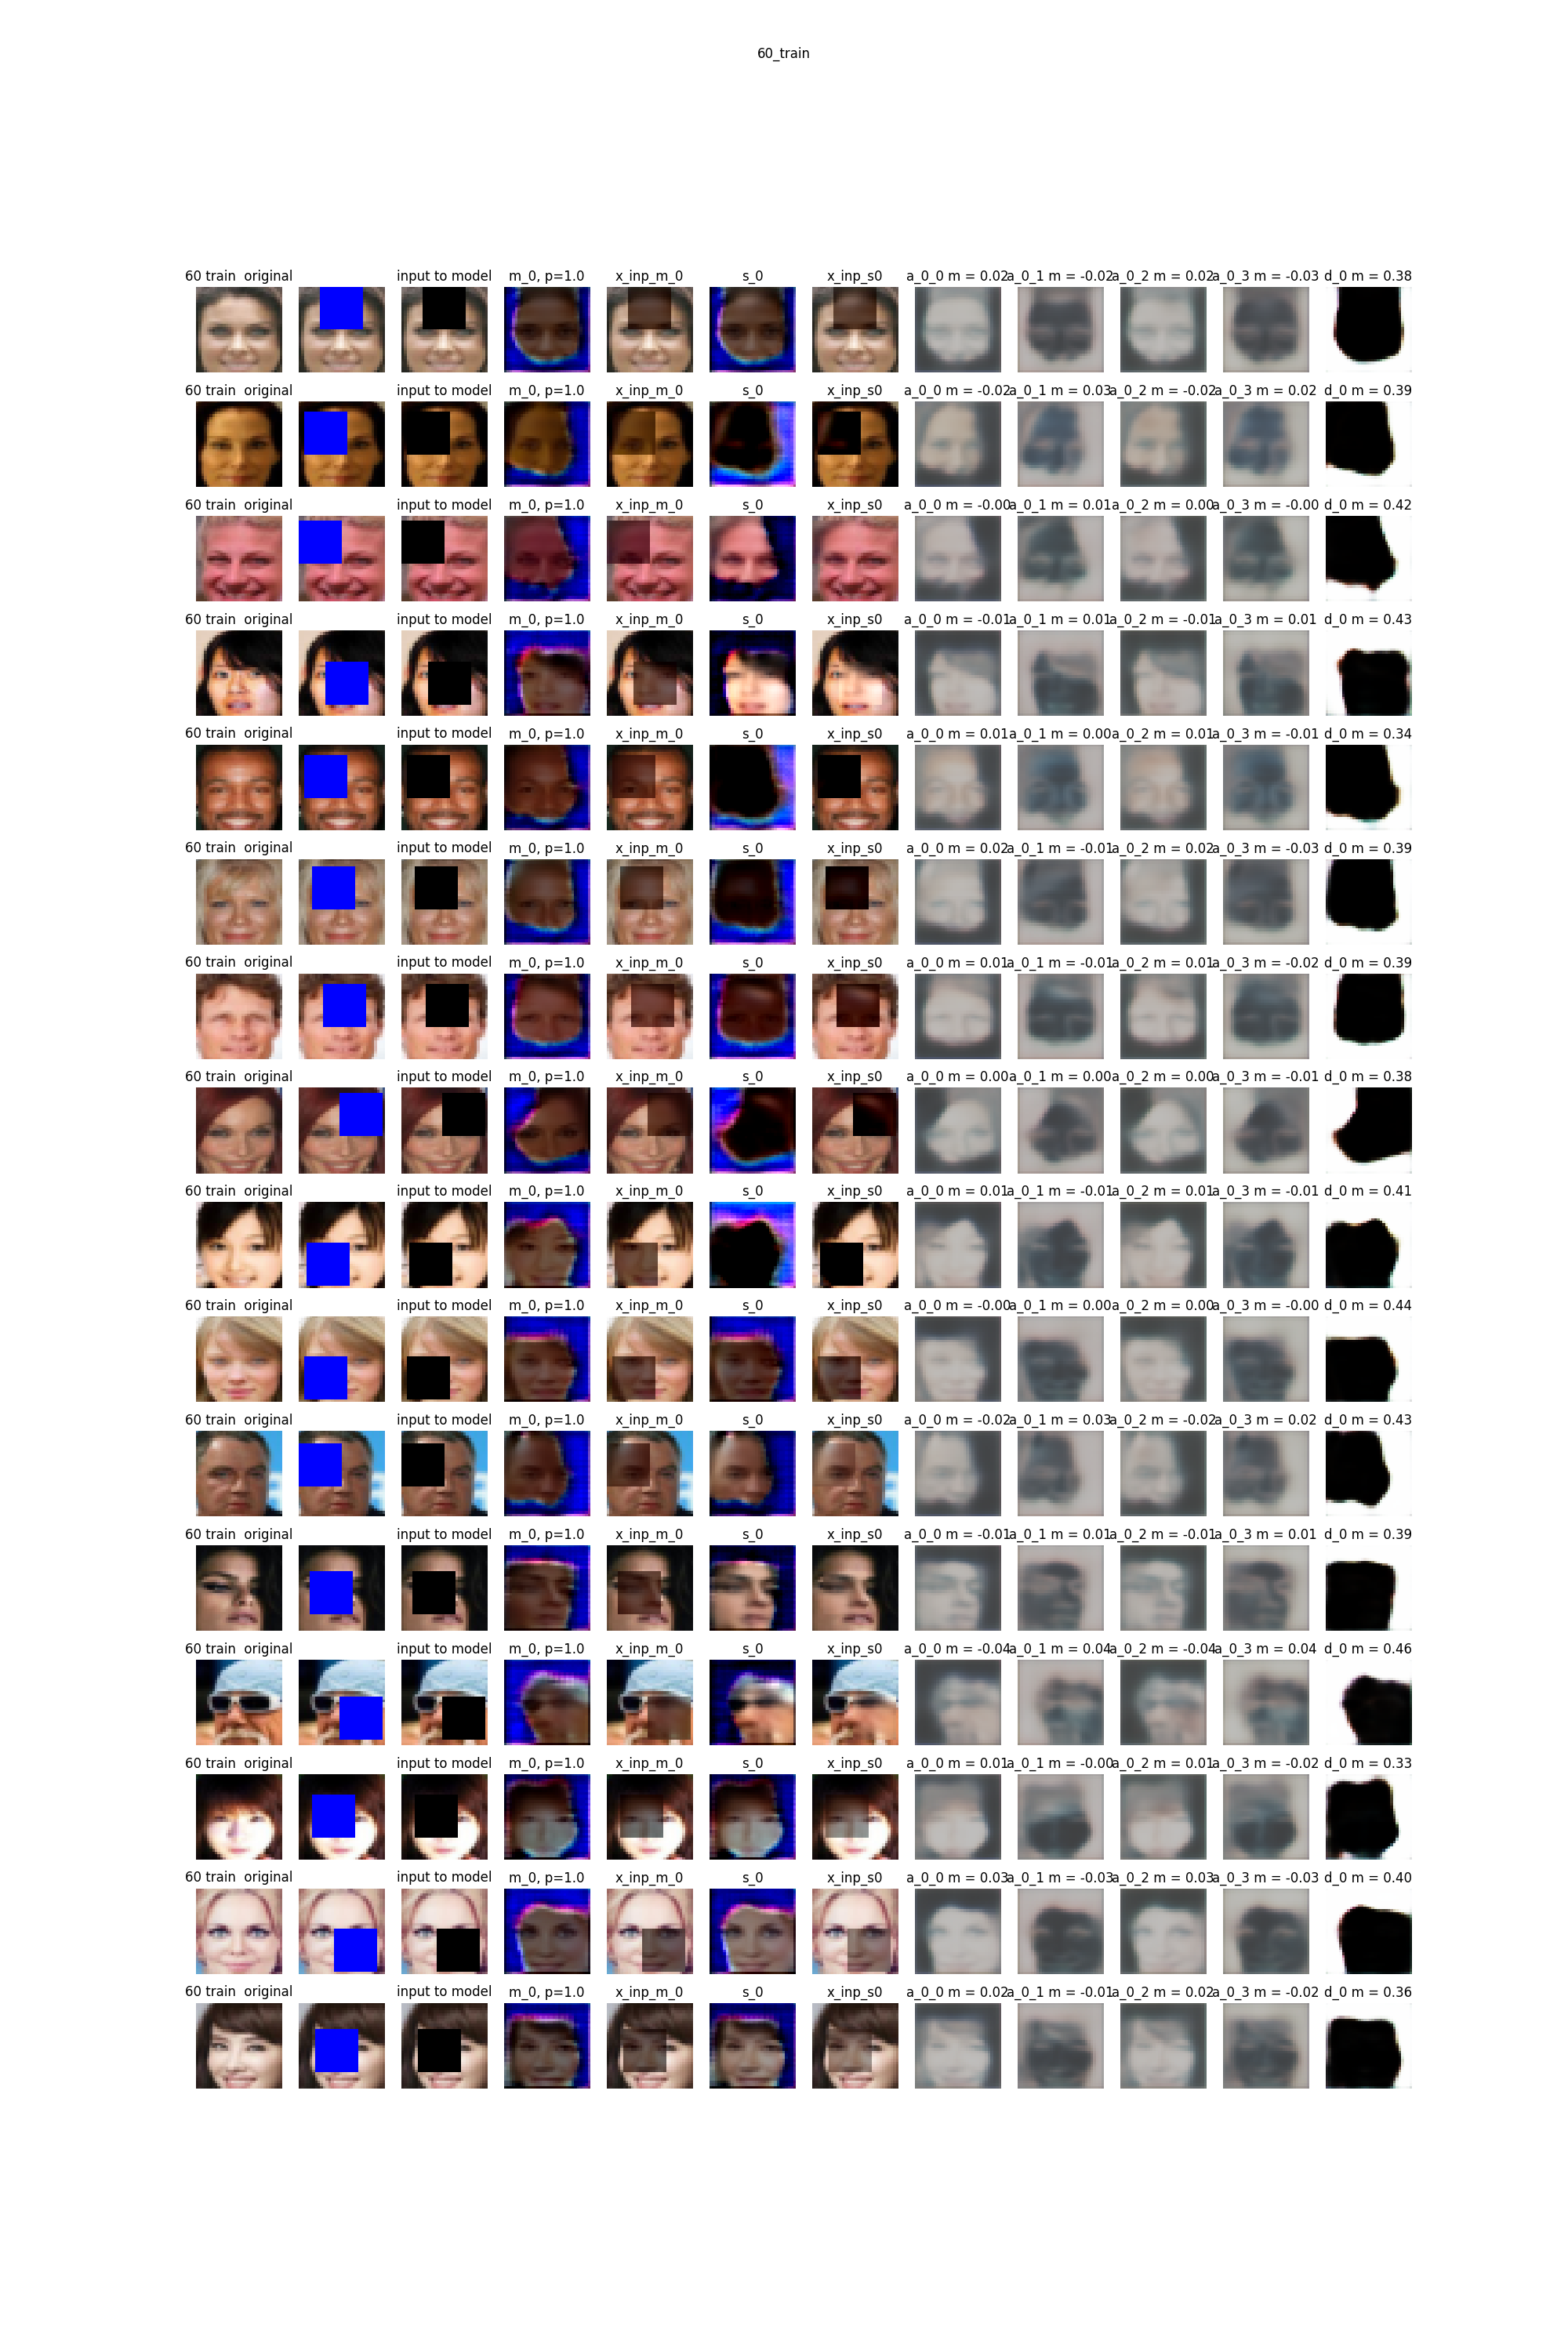 60_train
60 train  original input to model m_0, p=1.0 x_inp_m_0 s_0 x_inp_s0 a_0_0 m = 0.02 a_0_1 m = -0.02 a_0_2 m = 0.02 a_0_3 m = -0.03 d_0 m = 0.38
60 train  original input to model m_0, p=1.0 x_inp_m_0 s_0 x_inp_s0 a_0_0 m = -0.02 a_0_1 m = 0.03 a_0_2 m = -0.02 a_0_3 m = 0.02 d_0 m = 0.39
60 train  original input to model m_0, p=1.0 x_inp_m_0 s_0 x_inp_s0 a_0_0 m = -0.00 a_0_1 m = 0.01 a_0_2 m = 0.00 a_0_3 m = -0.00 d_0 m = 0.42
60 train  original input to model m_0, p=1.0 x_inp_m_0 s_0 x_inp_s0 a_0_0 m = -0.01 a_0_1 m = 0.01 a_0_2 m = -0.01 a_0_3 m = 0.01 d_0 m = 0.43
60 train  original input to model m_0, p=1.0 x_inp_m_0 s_0 x_inp_s0 a_0_0 m = 0.01 a_0_1 m = 0.00 a_0_2 m = 0.01 a_0_3 m = -0.01 d_0 m = 0.34
60 train  original input to model m_0, p=1.0 x_inp_m_0 s_0 x_inp_s0 a_0_0 m = 0.02 a_0_1 m = -0.01 a_0_2 m = 0.02 a_0_3 m = -0.03 d_0 m = 0.39
60 train  original input to model m_0, p=1.0 x_inp_m_0 s_0 x_inp_s0 a_0_0 m = 0.01 a_0_1 m = -0.01 a_0_2 m = 0.01 a_0_3 m = -0.02 d_0 m = 0.39
60 train  original input to model m_0, p=1.0 x_inp_m_0 s_0 x_inp_s0 a_0_0 m = 0.00 a_0_1 m = 0.00 a_0_2 m = 0.00 a_0_3 m = -0.01 d_0 m = 0.38
60 train  original input to model m_0, p=1.0 x_inp_m_0 s_0 x_inp_s0 a_0_0 m = 0.01 a_0_1 m = -0.01 a_0_2 m = 0.01 a_0_3 m = -0.01 d_0 m = 0.41
60 train  original input to model m_0, p=1.0 x_inp_m_0 s_0 x_inp_s0 a_0_0 m = -0.00 a_0_1 m = 0.00 a_0_2 m = 0.00 a_0_3 m = -0.00 d_0 m = 0.44
60 train  original input to model m_0, p=1.0 x_inp_m_0 s_0 x_inp_s0 a_0_0 m = -0.02 a_0_1 m = 0.03 a_0_2 m = -0.02 a_0_3 m = 0.02 d_0 m = 0.43
60 train  original input to model m_0, p=1.0 x_inp_m_0 s_0 x_inp_s0 a_0_0 m = -0.01 a_0_1 m = 0.01 a_0_2 m = -0.01 a_0_3 m = 0.01 d_0 m = 0.39
60 train  original input to model m_0, p=1.0 x_inp_m_0 s_0 x_inp_s0 a_0_0 m = -0.04 a_0_1 m = 0.04 a_0_2 m = -0.04 a_0_3 m = 0.04 d_0 m = 0.46
60 train  original input to model m_0, p=1.0 x_inp_m_0 s_0 x_inp_s0 a_0_0 m = 0.01 a_0_1 m = -0.00 a_0_2 m = 0.01 a_0_3 m = -0.02 d_0 m = 0.33
60 train  original input to model m_0, p=1.0 x_inp_m_0 s_0 x_inp_s0 a_0_0 m = 0.03 a_0_1 m = -0.03 a_0_2 m = 0.03 a_0_3 m = -0.03 d_0 m = 0.40
60 train  original input to model m_0, p=1.0 x_inp_m_0 s_0 x_inp_s0 a_0_0 m = 0.02 a_0_1 m = -0.01 a_0_2 m = 0.02 a_0_3 m = -0.02 d_0 m = 0.36